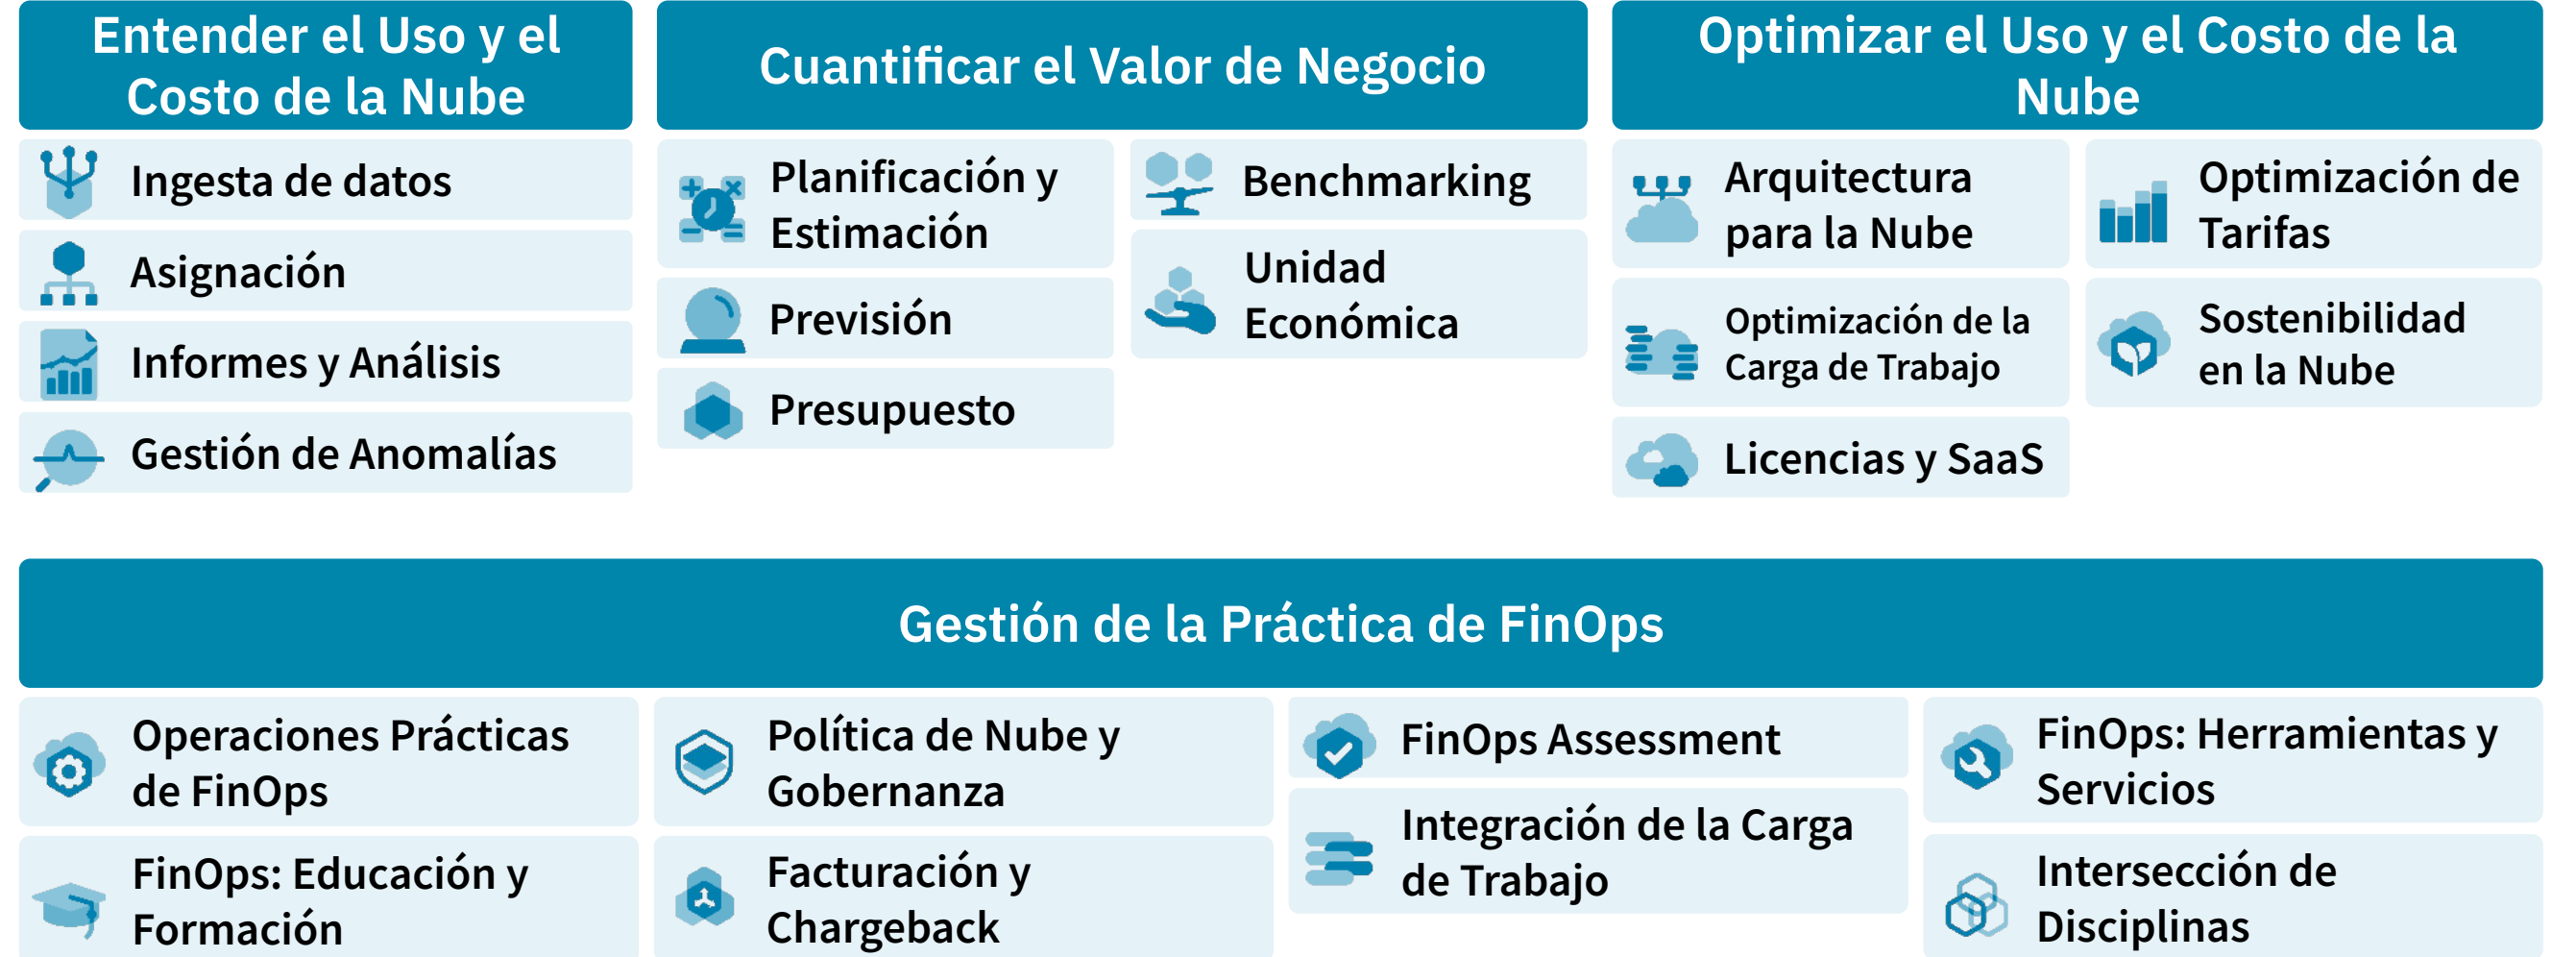 Entender el Uso y el
Costo de la Nube
Ingesta de datos
Asignación
Informes y Análisis
Gestión de Anomalías
Cuantificar el Valor de Negocio
Planificación y
Estimación
Previsión
Presupuesto
Benchmarking
Unidad
Económica
Optimizar el Uso y el Costo de la
Nube
Arquitectura
para la Nube
Optimización de la
Carga de Trabajo
Licencias y SaaS
Optimización de
Tarifas
Sostenibilidad
en la Nube
Gestión de la Práctica de FinOps
Operaciones Prácticas
de FinOps
FinOps: Educación y
Formación
Política de Nube y
Gobernanza
Facturación y
Chargeback
FinOps Assessment
Integración de la Carga
de Trabajo
FinOps: Herramientas y
Servicios
Intersección de
Disciplinas